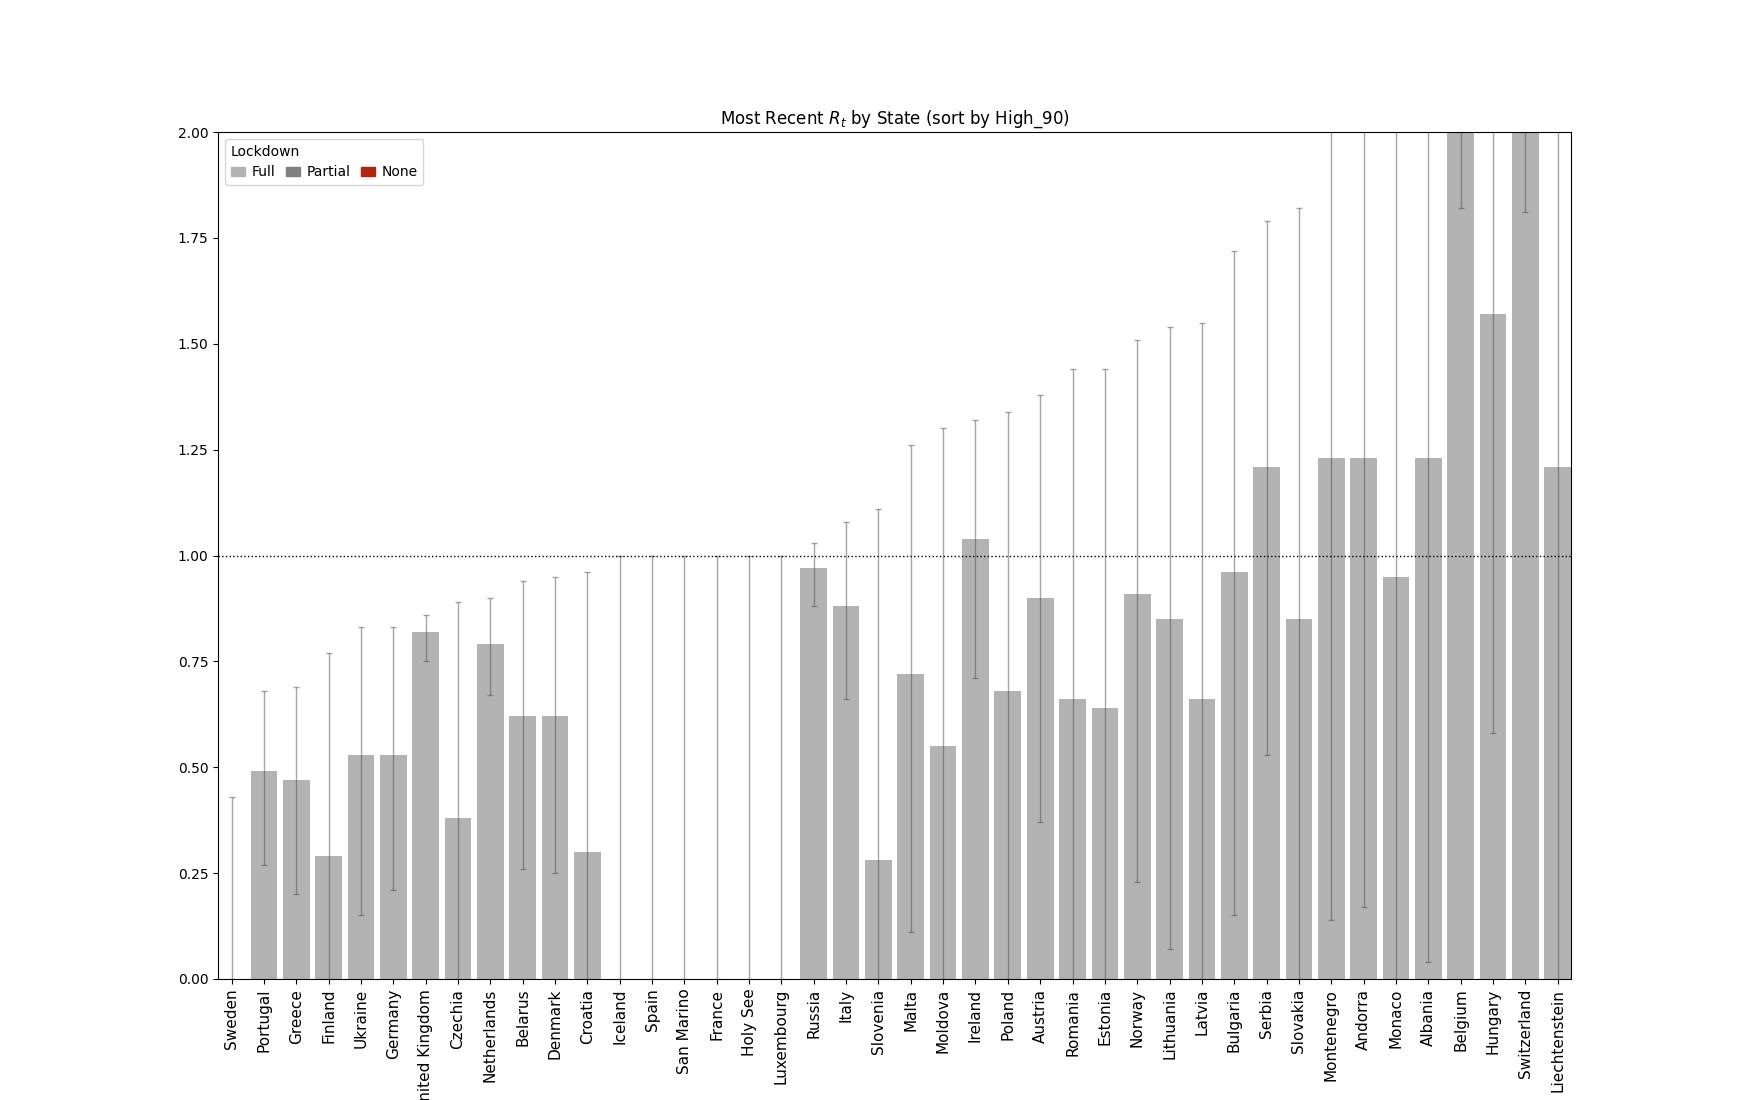 Most Recent R_t by State (sort by High_90)
Lockdown
Full Partial None
2.00
1.75
1.50
1.25
1.00
0.75
0.50
0.25
0.00
Sweden
Portugal
Greece
Finland
Ukraine
Germany
nited Kingdom
Czechia
Netherlands
Belarus
Denmark
Croatia
Iceland
Spain
San Marino
France
Holy See
Luxembourg
Russia
Italy
Slovenia
Malta
Moldova
Ireland
Poland
Austria
Romania
Estonia
Norway
Lithuania
Latvia
Bulgaria
Serbia
Slovakia
Montenegro
Andorra
Monaco
Albania
Belgium
Hungary
Switzerland
Liechtenstein